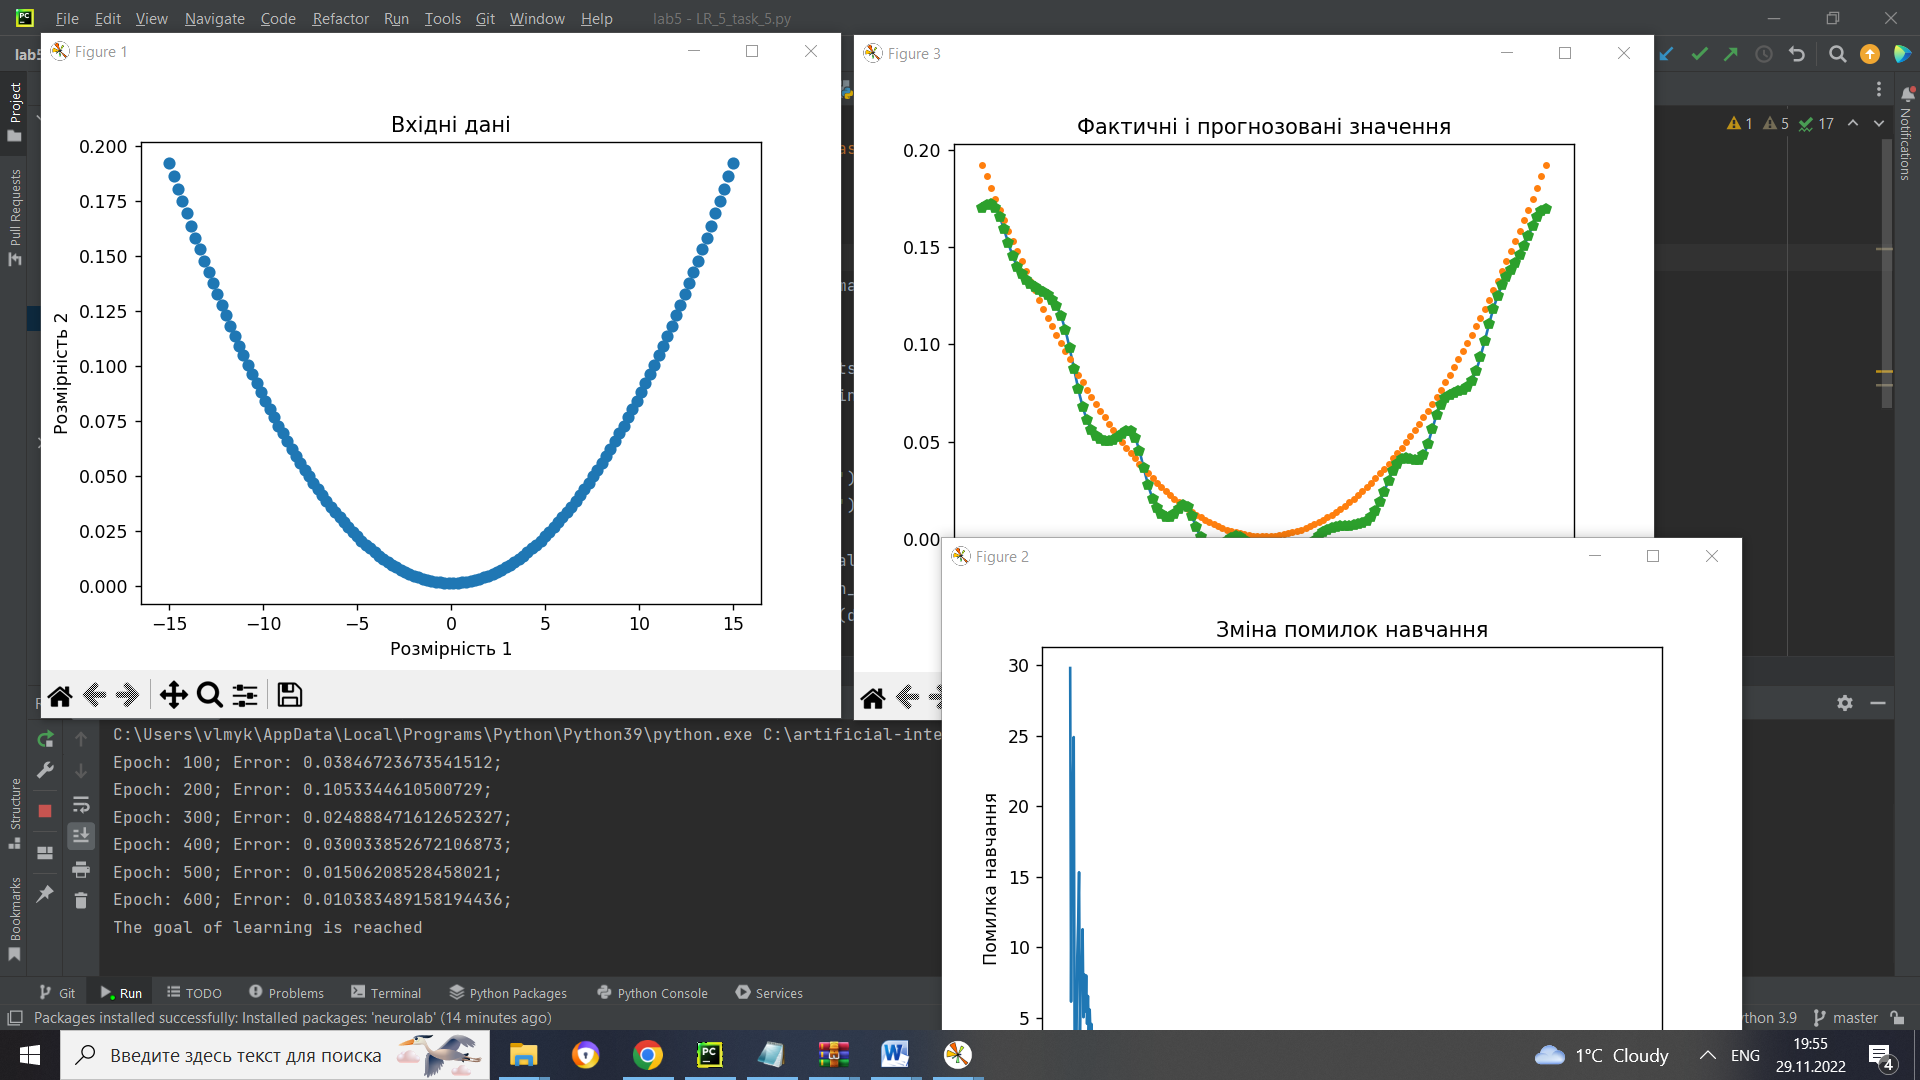 File Edit View Navigate Code Refactor Run Tools Git Window Help lab5 - LR_5_task_5.py
Figure 1
Вхідні дані
0.200
0.175
0.150
0.125
0.100
0.075
0.050
0.025
0.000
Розмірність 2
−15 −10 −5 0 5 10 15
Розмірність 1
Figure 3
Фактичні і прогнозовані значення
0.20
0.15
0.10
0.05
0.00
Figure 2
Зміна помилок навчання
30
25
20
15
10
5
Помилка навчання
1 5 17
Project
Pull Requests
Structure
Bookmarks
Notifications
C:\Users\vlmyk\AppData\Local\Programs\Python\Python39\python.exe C:\artificial-inte
Epoch: 100; Error: 0.03846723673541512;
Epoch: 200; Error: 0.1053344610500729;
Epoch: 300; Error: 0.024888471612652327;
Epoch: 400; Error: 0.030033852672106873;
Epoch: 500; Error: 0.01506208528458021;
Epoch: 600; Error: 0.010383489158194436;
The goal of learning is reached
Git Run TODO Problems Terminal Python Packages Python Console Services
Packages installed successfully: Installed packages: 'neurolab' (14 minutes ago)
thon 3.9 master
Введите здесь текст для поиска
1°C Cloudy ENG
19:55
29.11.2022
4